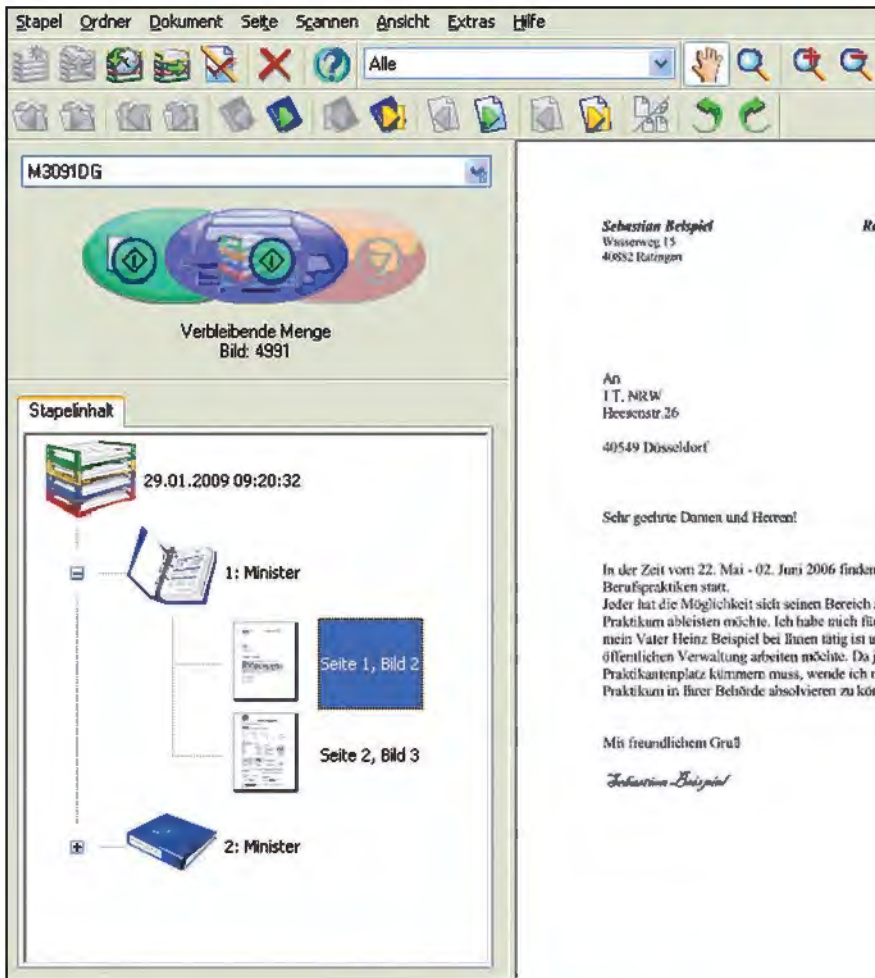 Stapel Ordner Dokument Seite Scannen Ansicht Extras Hilfe
Alle
M3091DG
Verbleibende Menge
Bild: 4991
Stapelinhalt
29.01.2009 09:20:32
1: Minister
Seite 1, Bild 2
Seite 2, Bild 3
2: Minister
Sebastian Beispiel
Wasserweg 15
40882 Ratingen
An
I T. NRW
Heesenstr.26
40549 Düsseldorf
Sehr geehrte Damen und Herren!
In der Zeit vom 22. Mai - 02. Juni 2006 finden
Berufspraktiken statt.
Jeder hat die Möglichkeit sich seinen Bereich
Praktikum ableisten möchte. Ich habe mich für
mein Vater Heinz Beispiel bei Ihnen tätig ist
öffentlichen Verwaltung arbeiten möchte. Da
Praktikantenplatz kümmern muss, wende ich
Praktikum in Ihrer Behörde absolvieren zu
Mit freundlichem Gruß
Sebastian Beispiel